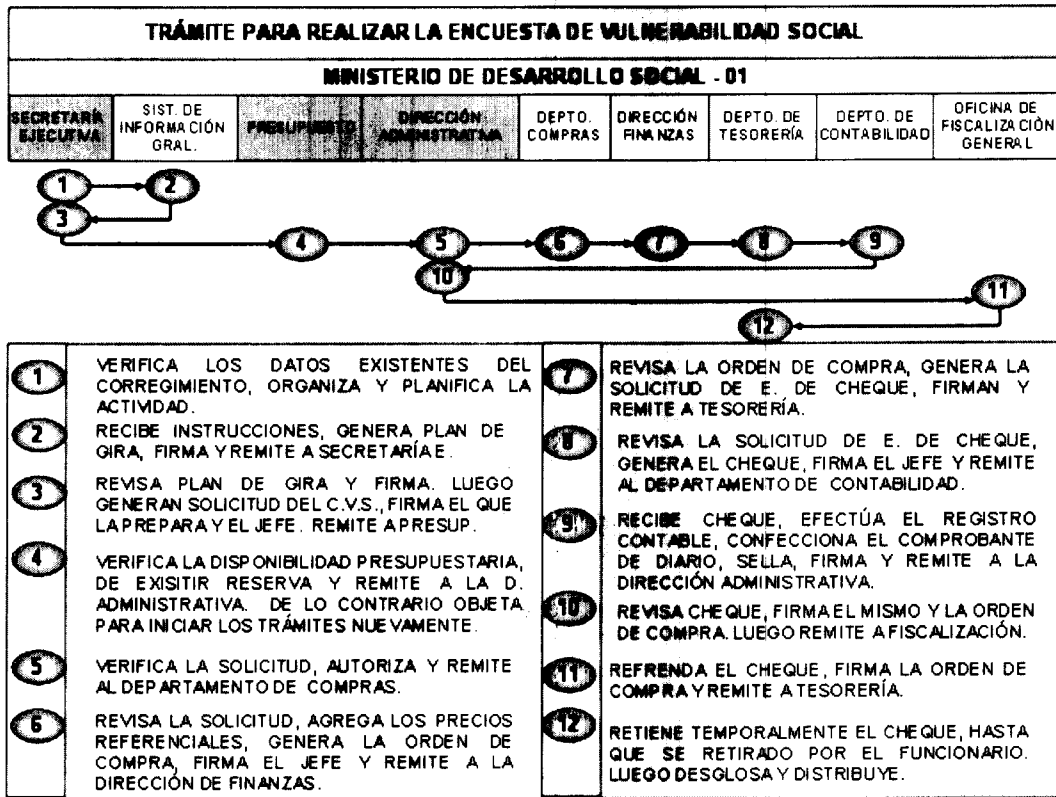 TRÁMITE PARA REALIZAR LA ENCUESTA DE VULNERABILIDAD SOCIAL
MINISTERIO DE DESARROLLO SOCIAL - 01
SECRETARÍA
EJECUTIVA
SIST. DE
INFORMACIÓN
GRAL.
PRESUPUESTO
DIRECCIÓN
ADMINISTRATIVA
DEPTO.
COMPRAS
DIRECCIÓN
FINANZAS
DEPTO. DE
TESORERÍA
DEPTO. DE
CONTABILIDAD
OFICINA DE
FISCALIZACIÓN
GENERAL
1
2
3
4
5
6
7
8
9
10
11
12
1
VERIFICA LOS DATOS EXISTENTES DEL
CORREGIMIENTO, ORGANIZA Y PLANIFICA LA
ACTIVIDAD.
2
RECIBE INSTRUCCIONES, GENERA PLAN DE
GIRA, FIRMA Y REMITE A SECRETARÍA E.
3
REVISA PLAN DE GIRA Y FIRMA. LUEGO
GENERAN SOLICITUD DEL C.V.S., FIRMA EL QUE
LA PREPARA Y EL JEFE. REMITE A PRESUP.
4
VERIFICA LA DISPONIBILIDAD PRESUPUESTARIA,
DE EXISITIR RESERVA Y REMITE A LA D.
ADMINISTRATIVA. DE LO CONTRARIO OBJETA
PARA INICIAR LOS TRÁMITES NUEVAMENTE.
5
VERIFICA LA SOLICITUD, AUTORIZA Y REMITE
AL DEPARTAMENTO DE COMPRAS.
6
REVISA LA SOLICITUD, AGREGA LOS PRECIOS
REFERENCIALES, GENERA LA ORDEN DE
COMPRA, FIRMA EL JEFE Y REMITE A LA
DIRECCIÓN DE FINANZAS.
7
REVISA LA ORDEN DE COMPRA, GENERA LA
SOLICITUD DE E. DE CHEQUE, FIRMAN Y
REMITE A TESORERÍA.
8
REVISA LA SOLICITUD DE E. DE CHEQUE,
GENERA EL CHEQUE, FIRMA EL JEFE Y REMITE
AL DEPARTAMENTO DE CONTABILIDAD.
9
RECIBE CHEQUE, EFECTÚA EL REGISTRO
CONTABLE, CONFECCIONA EL COMPROBANTE
DE DIARIO, SELLA, FIRMA Y REMITE A LA
DIRECCIÓN ADMINISTRATIVA.
10
REVISA CHEQUE, FIRMA EL MISMO Y LA ORDEN
DE COMPRA. LUEGO REMITE A FISCALIZACIÓN.
11
REFRENDA EL CHEQUE, FIRMA LA ORDEN DE
COMPRA Y REMITE A TESORERÍA.
12
RETIENE TEMPORALMENTE EL CHEQUE, HASTA
QUE SE RETIRADO POR EL FUNCIONARIO.
LUEGO DESGLOSA Y DISTRIBUYE.